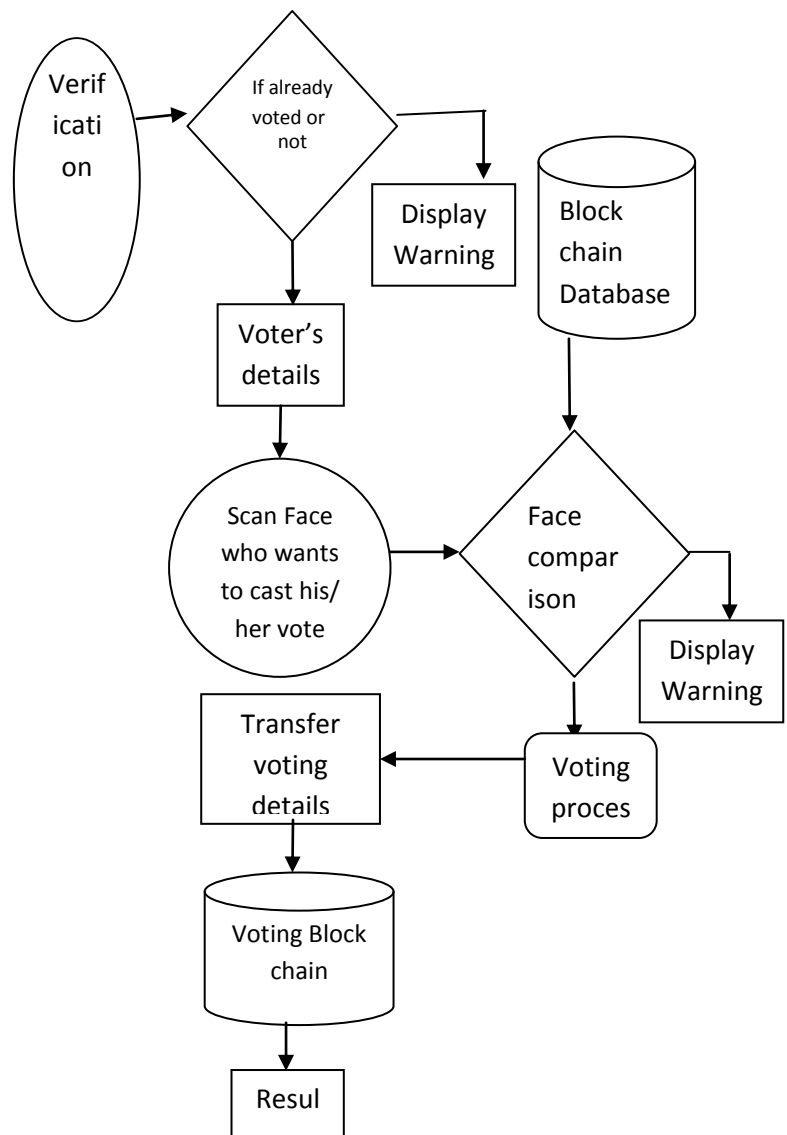 Verif
icati
on
If already
voted or
not
Display
Warning
Block
chain
Database
Voter’s
details
Scan Face
who wants
to cast his/
her vote
Face
compar
ison
Display
Warning
Transfer
voting
details
Voting
proces
Voting Block
chain
Resul